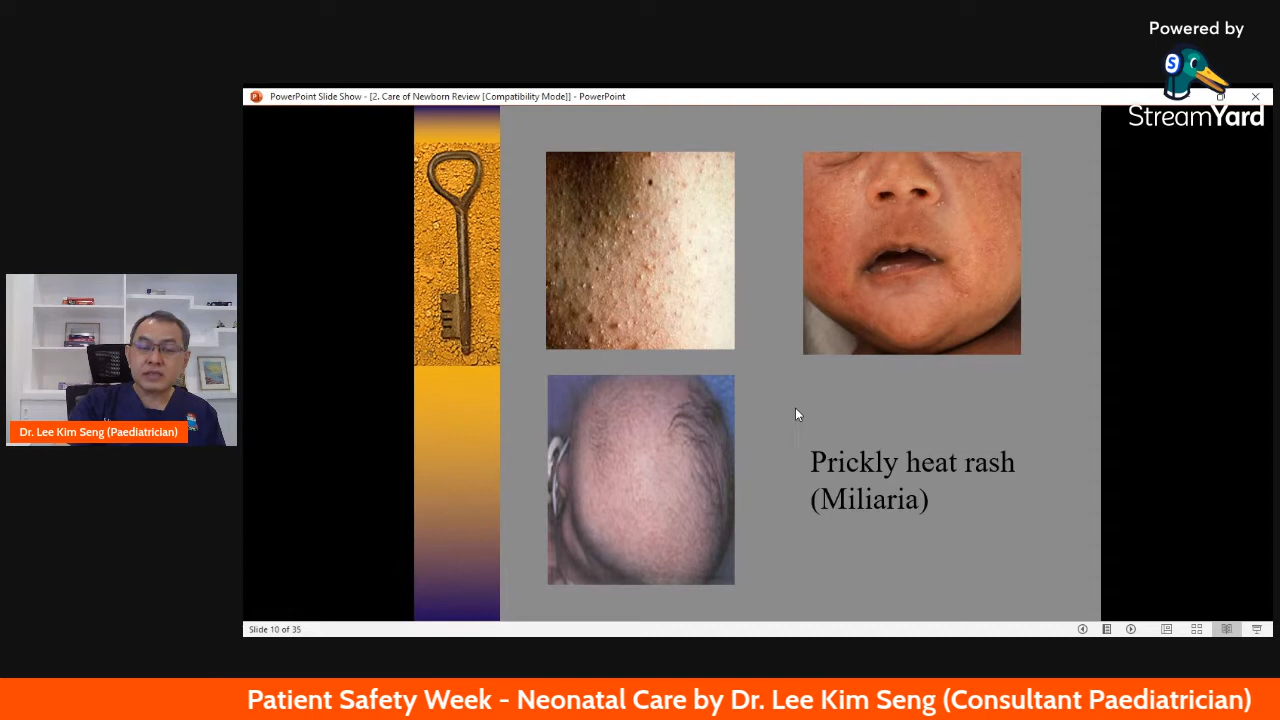 Powered by
StreamYard
PowerPoint Slide Show - [2. Care of Newborn Review [Compatibility Mode]] - PowerPoint
Prickly heat rash
(Miliaria)
Dr. Lee Kim Seng (Paediatrician)
Slide 10 of 35
Patient Safety Week - Neonatal Care by Dr. Lee Kim Seng (Consultant Paediatrician)